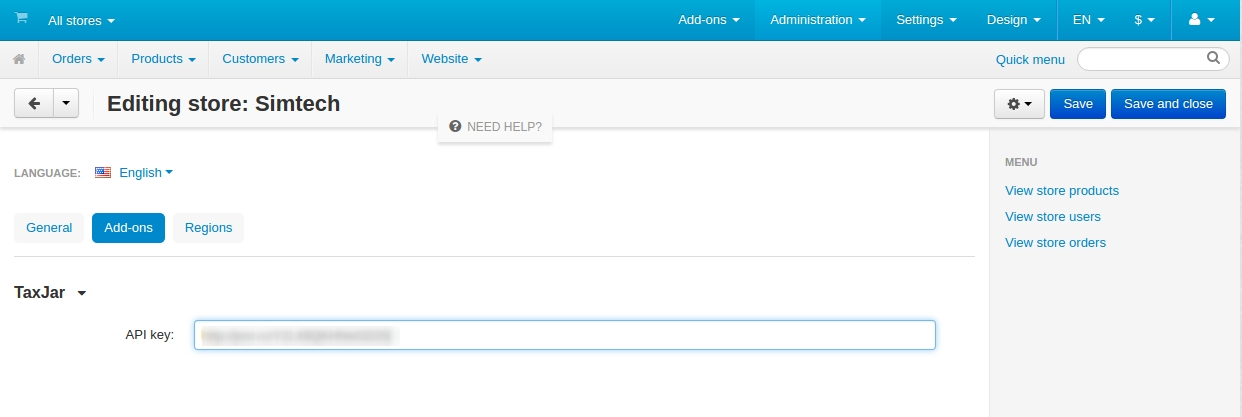 All stores
Add-ons Administration Settings Design EN $
Orders Products Customers Marketing Website Quick menu
Editing store: Simtech Save Save and close
NEED HELP?
LANGUAGE: English
MENU
View store products
General Add-ons Regions
View store users
View store orders
TaxJar
API key: